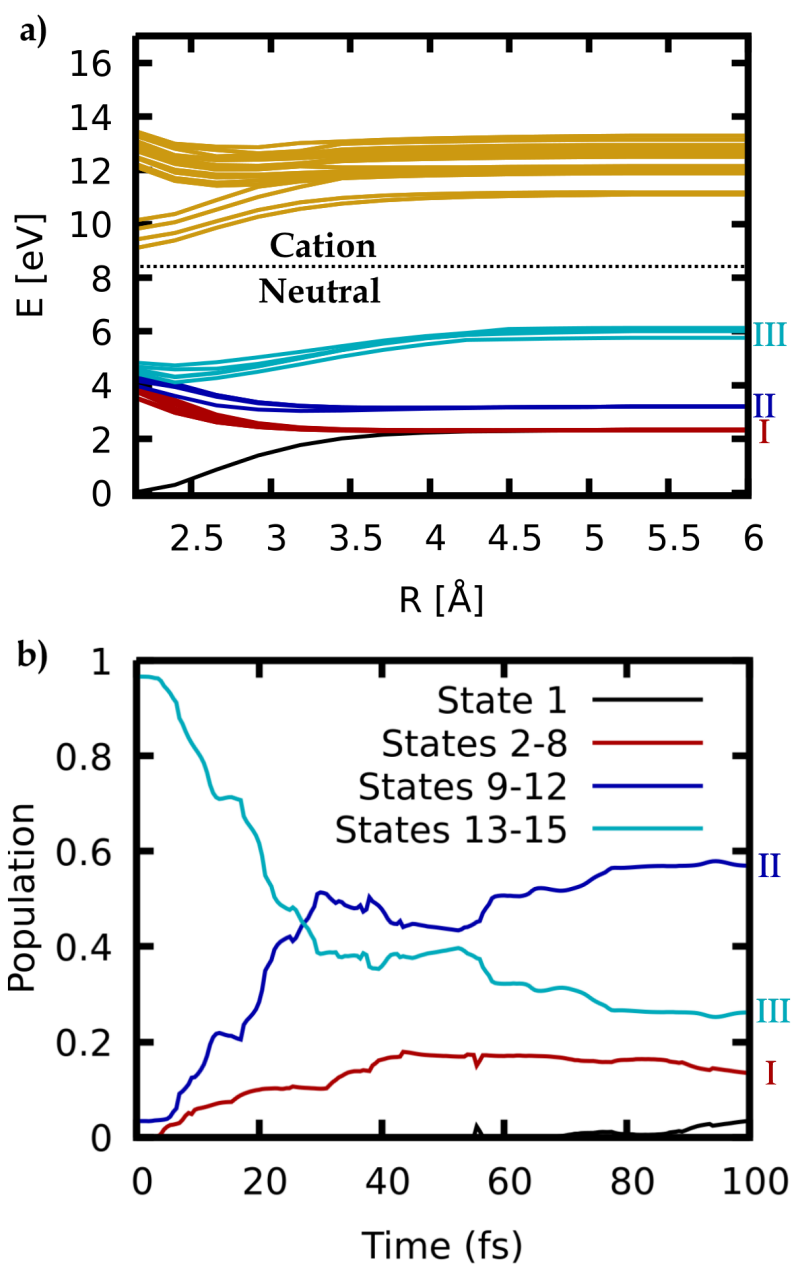 a)
16
14
12
10
8
6
4
2
0
E [eV]
Cation
Neutral
III
II
I
2.5 3 3.5 4 4.5 5 5.5 6
R [Å]
b)
1
0.8
0.6
0.4
0.2
0
Population
State 1
States 2-8
States 9-12
States 13-15
II
III
I
0 20 40 60 80 100
Time (fs)